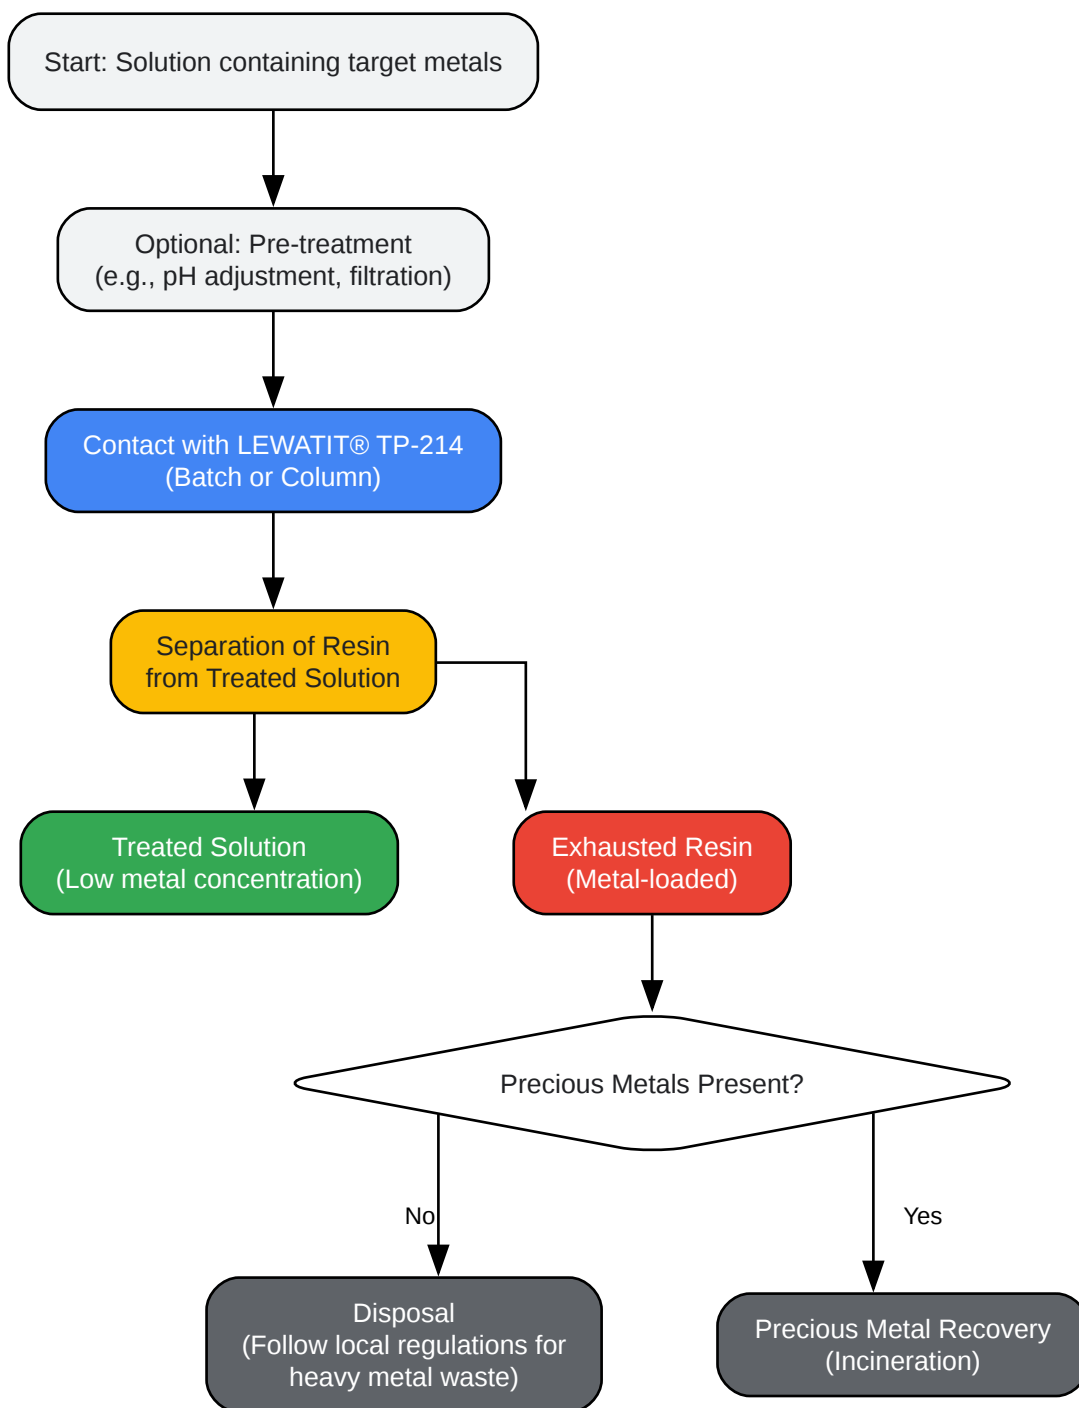 Start: Solution containing target metals
Optional: Pre-treatment
(e.g., pH adjustment, filtration)
Contact with LEWATIT® TP-214
(Batch or Column)
Separation of Resin
from Treated Solution
Treated Solution
(Low metal concentration)
Exhausted Resin
(Metal-loaded)
Precious Metals Present?
No
Yes
Disposal
(Follow local regulations for
heavy metal waste)
Precious Metal Recovery
(Incineration)